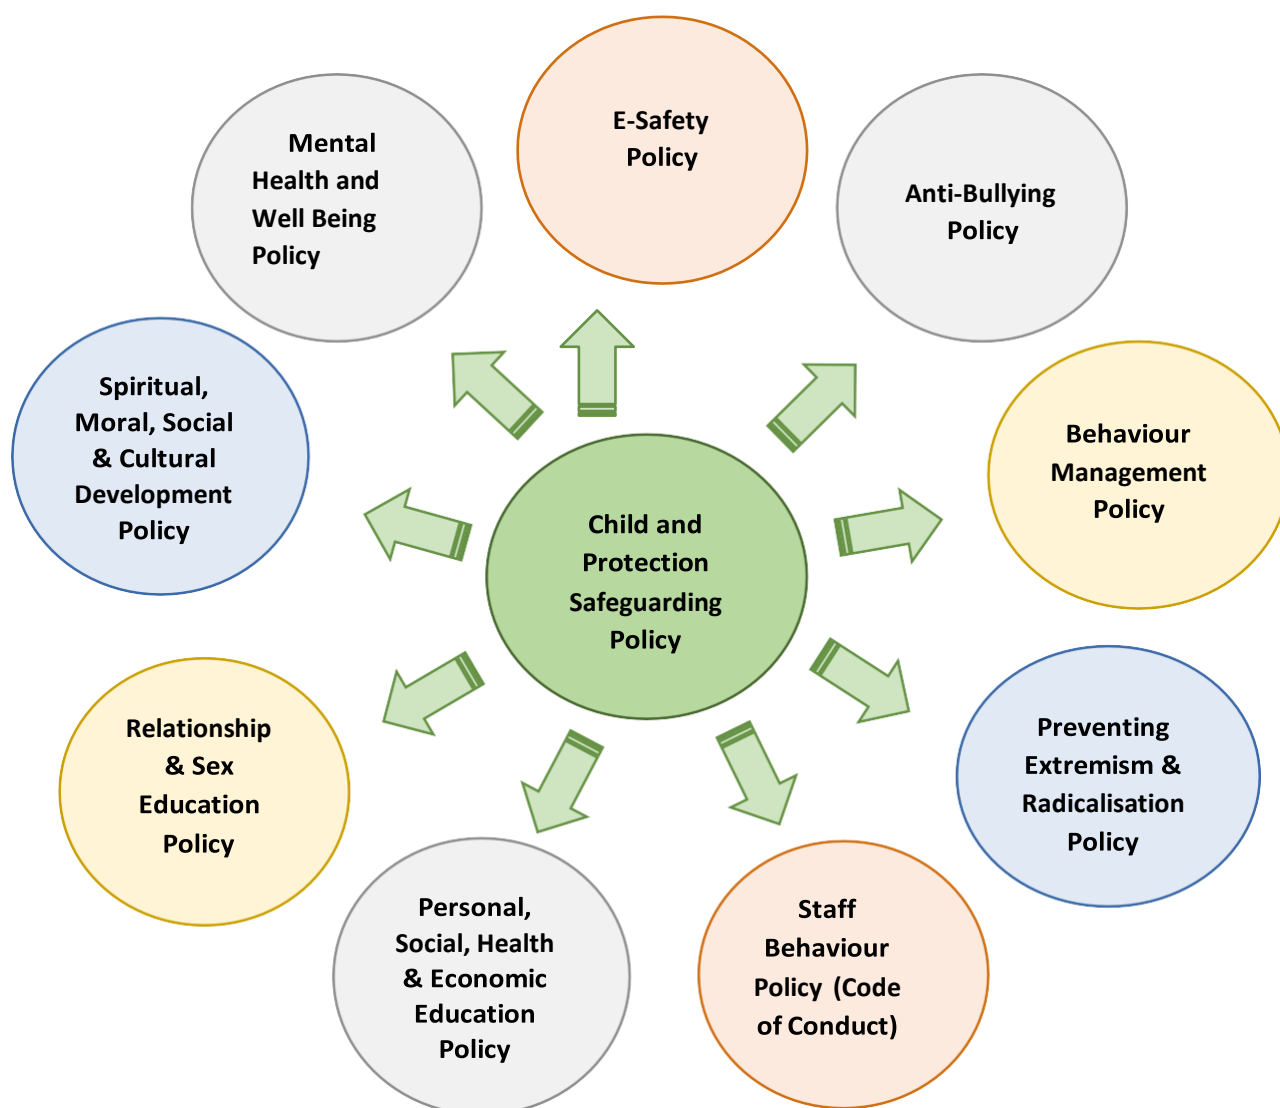 E-Safety
Policy
Mental
Health and
Well Being
Policy
Anti-Bullying
Policy
Spiritual,
Moral, Social
& Cultural
Development
Policy
Behaviour
Management
Policy
Child and
Protection
Safeguarding
Policy
Relationship
& Sex
Education
Policy
Preventing
Extremism &
Radicalisation
Policy
Personal,
Social, Health
& Economic
Education
Policy
Staff
Behaviour
Policy (Code
of Conduct)